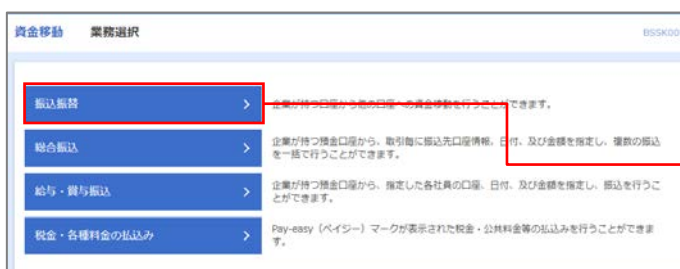 資金移動 業務選択 BSSK00
振込振替
企業が持つ口座から他の口座への資金移動を行うことができます。
総合振込
企業が持つ預金口座から、取引毎に振込先口座情報、日付、及び金額を指定し、複数の振込
を一括で行うことができます。
給与・賞与振込
企業が持つ預金口座から、指定した各社員の口座、日付、及び金額を指定し、振込を行うこ
とができます。
税金・各種料金の払込み
Pay-easy（ペイジー）マークが表示された税金・公共料金等の払込みを行うことができま
す。